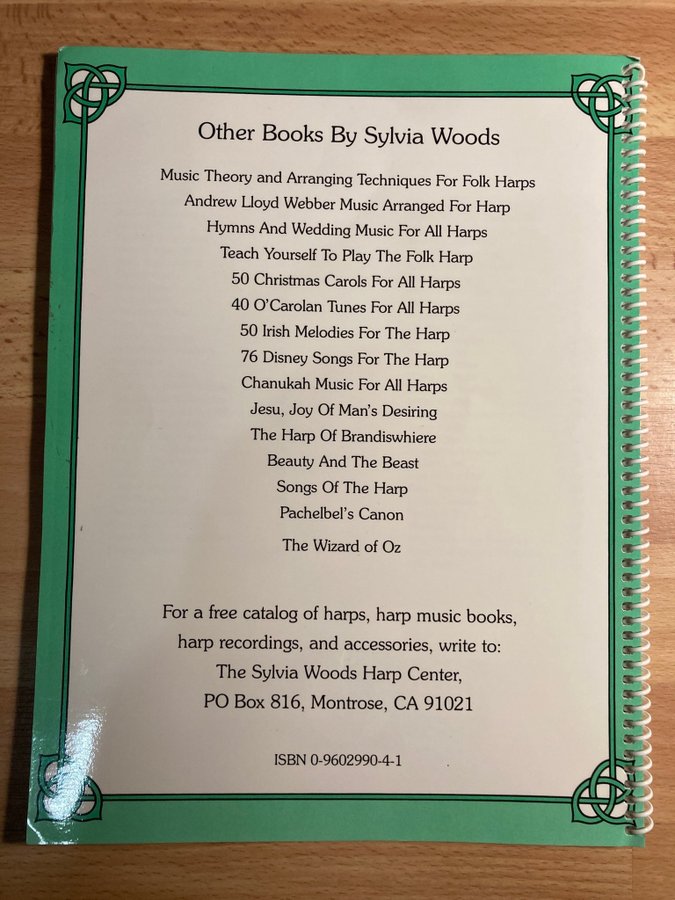 Other Books By Sylvia Woods
Music Theory and Arranging Techniques For Folk Harps
Andrew Lloyd Webber Music Arranged For Harp
Hymns And Wedding Music For All Harps
Teach Yourself To Play The Folk Harp
50 Christmas Carols For All Harps
40 O'Carolan Tunes For All Harps
50 Irish Melodies For The Harp
76 Disney Songs For The Harp
Chanukah Music For All Harps
Jesu, Joy Of Man's Desiring
The Harp Of Brandiswhiere
Beauty And The Beast
Songs Of The Harp
Pachelbel's Canon
The Wizard of Oz
For a free catalog of harps, harp music books,
harp recordings, and accessories, write to:
The Sylvia Woods Harp Center,
PO Box 816, Montrose, CA 91021
ISBN 0-9602990-4-1